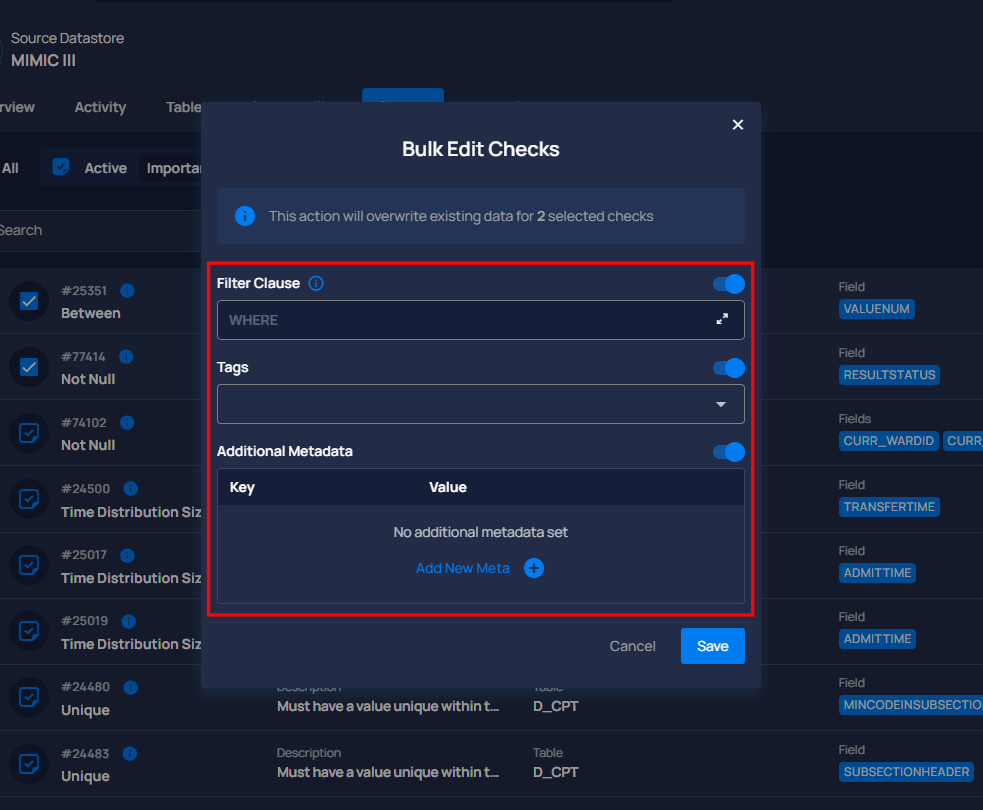 Source Datastore
MIMIC III
rview Activity Table
All Active Importa
Search
Bulk Edit Checks
This action will overwrite existing data for 2 selected checks
Filter Clause
WHERE
Tags
Additional Metadata
Key Value
No additional metadata set
Add New Meta
Cancel Save
#25351
Between
Field
VALUENUM
#77414
Not Null
Field
RESULTSTATUS
#74102
Not Null
Fields
CURR_WARDID CURR
#24500
Time Distribution Siz
Field
TRANSFERTIME
#25017
Time Distribution Siz
Field
ADMITTIME
#25019
Time Distribution Siz
Field
ADMITTIME
#24480
Unique
Description
Must have a value unique within t...
Table
D_CPT
Field
MINCODEINSUBSECTIO
#24483
Unique
Description
Must have a value unique within t...
Table
D_CPT
Field
SUBSECTIONHEADER